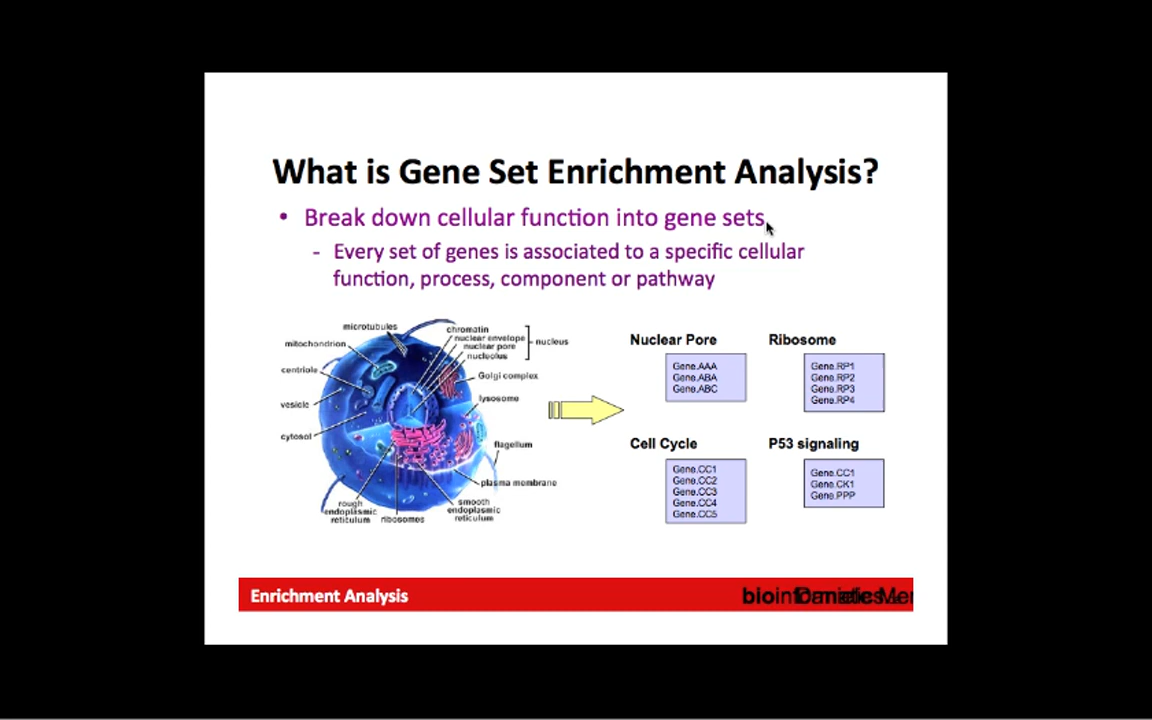 What is Gene Set Enrichment Analysis?
• Break down cellular function into gene sets
- Every set of genes is associated to a specific cellular
function, process, component or pathway
microtubules
mitochondrion
centriole
vesicle
cytosol
chromatin
nuclear envelope
nuclear pore
nucleolus
nucleus
Golgi complex
lysosome
flagellum
plasma membrane
smooth
endoplasmic
reticulum
ribosomes
rough
endoplasmic
reticulum
Nuclear Pore
Gene.AAA
Gene.ABA
Gene.ABC
Ribosome
Gene.RP1
Gene.RP2
Gene.RP3
Gene.RP4
Cell Cycle
Gene.CC1
Gene.CC2
Gene.CC3
Gene.CC4
Gene.CC5
P53 signaling
Gene.CC1
Gene.CK1
Gene.PPP
Enrichment Analysis